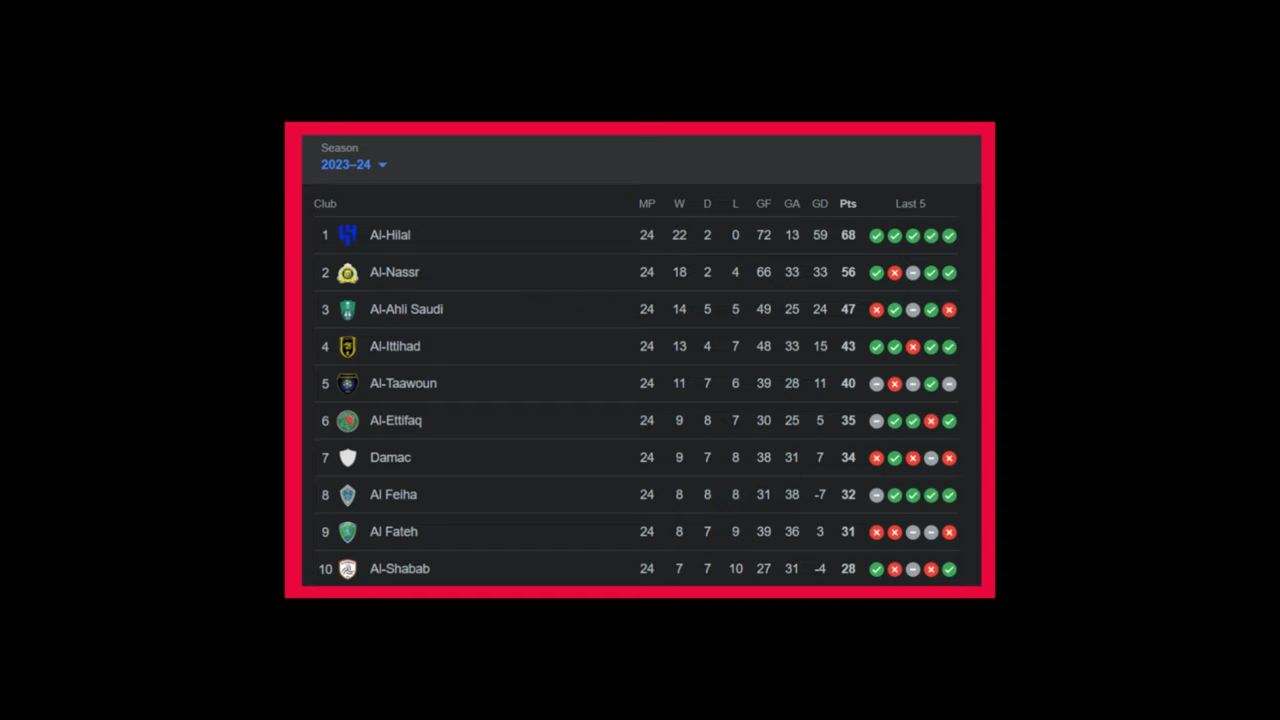 Season
2023–24
Club MP W D L GF GA GD Pts Last 5
1 Al-Hilal 24 22 2 0 72 13 59 68
2 Al-Nassr 24 18 2 4 66 33 33 56
3 Al-Ahli Saudi 24 14 5 5 49 25 24 47
4 Al-Ittihad 24 13 4 7 48 33 15 43
5 Al-Taawoun 24 11 7 6 39 28 11 40
6 Al-Ettifaq 24 9 8 7 30 25 5 35
7 Damac 24 9 7 8 38 31 7 34
8 Al Feiha 24 8 8 8 31 38 -7 32
9 Al Fateh 24 8 7 9 39 36 3 31
10 Al-Shabab 24 7 7 10 27 31 -4 28